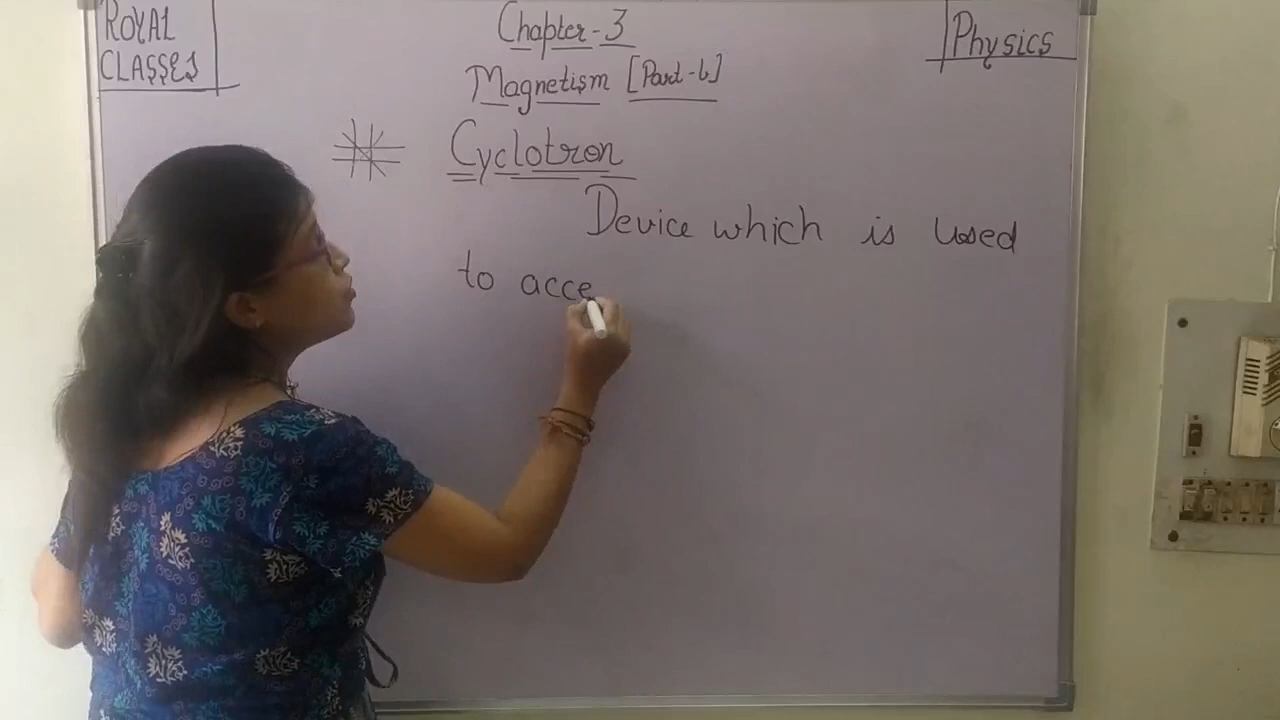 ROYAL
CLASSES
Chapter-3
Magnetism [Part-6]
Physics
Cyclotron
Device which is used
to acce